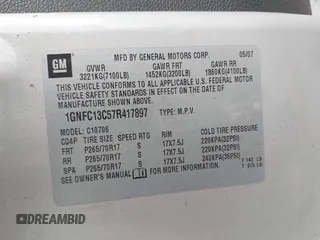 GM
MFD BY GENERAL MOTORS CORP. 05/07
GVWR GAWR FRT GAWR RR
3221KG(7100LB) 1452KG(3200LB) 1860KG(4100LB)
THIS VEHICLE CONFORMS TO ALL APPLICABLE U.S. FEDERAL
MOTOR VEHICLE SAFETY AND THEFT PREVENTION STANDARDS IN
EFFECT ON THE DATE OF MANUFACTURE SHOWN ABOVE.
1GNFC13C57R417897 TYPE: M.P.V.
MODEL: C10706
TIRE SIZE SPEED RTG RIM COLD TIRE PRESSURE
FRT P265/70R17 S 17X7.5J 220KPA(32PSI)
RR P265/70R17 S 17X7.5J 220KPA(32PSI)
SPA P265/70R17 S 17X7.5J 240KPA(35PSI)
SEE OWNER'S MANUAL FOR ADDITIONAL INFORMATION.
DREAMBID